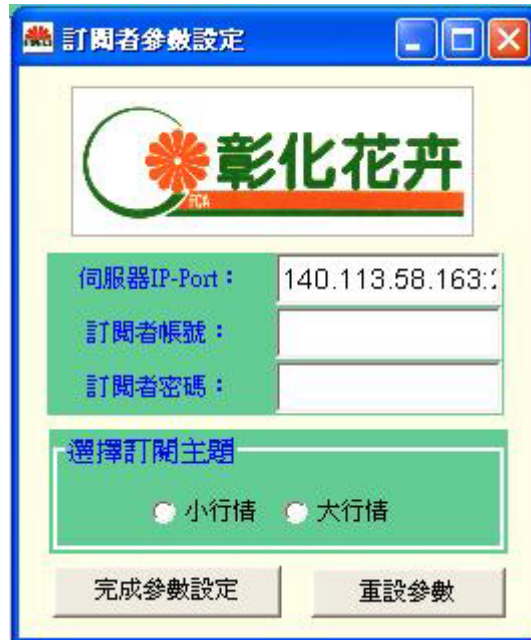 訂閱者參數設定
彰化花卉
FCA
伺服器IP-Port：
140.113.58.163:
訂閱者帳號：
訂閱者密碼：
選擇訂閱主題
小行情 大行情
完成參數設定 重設參數